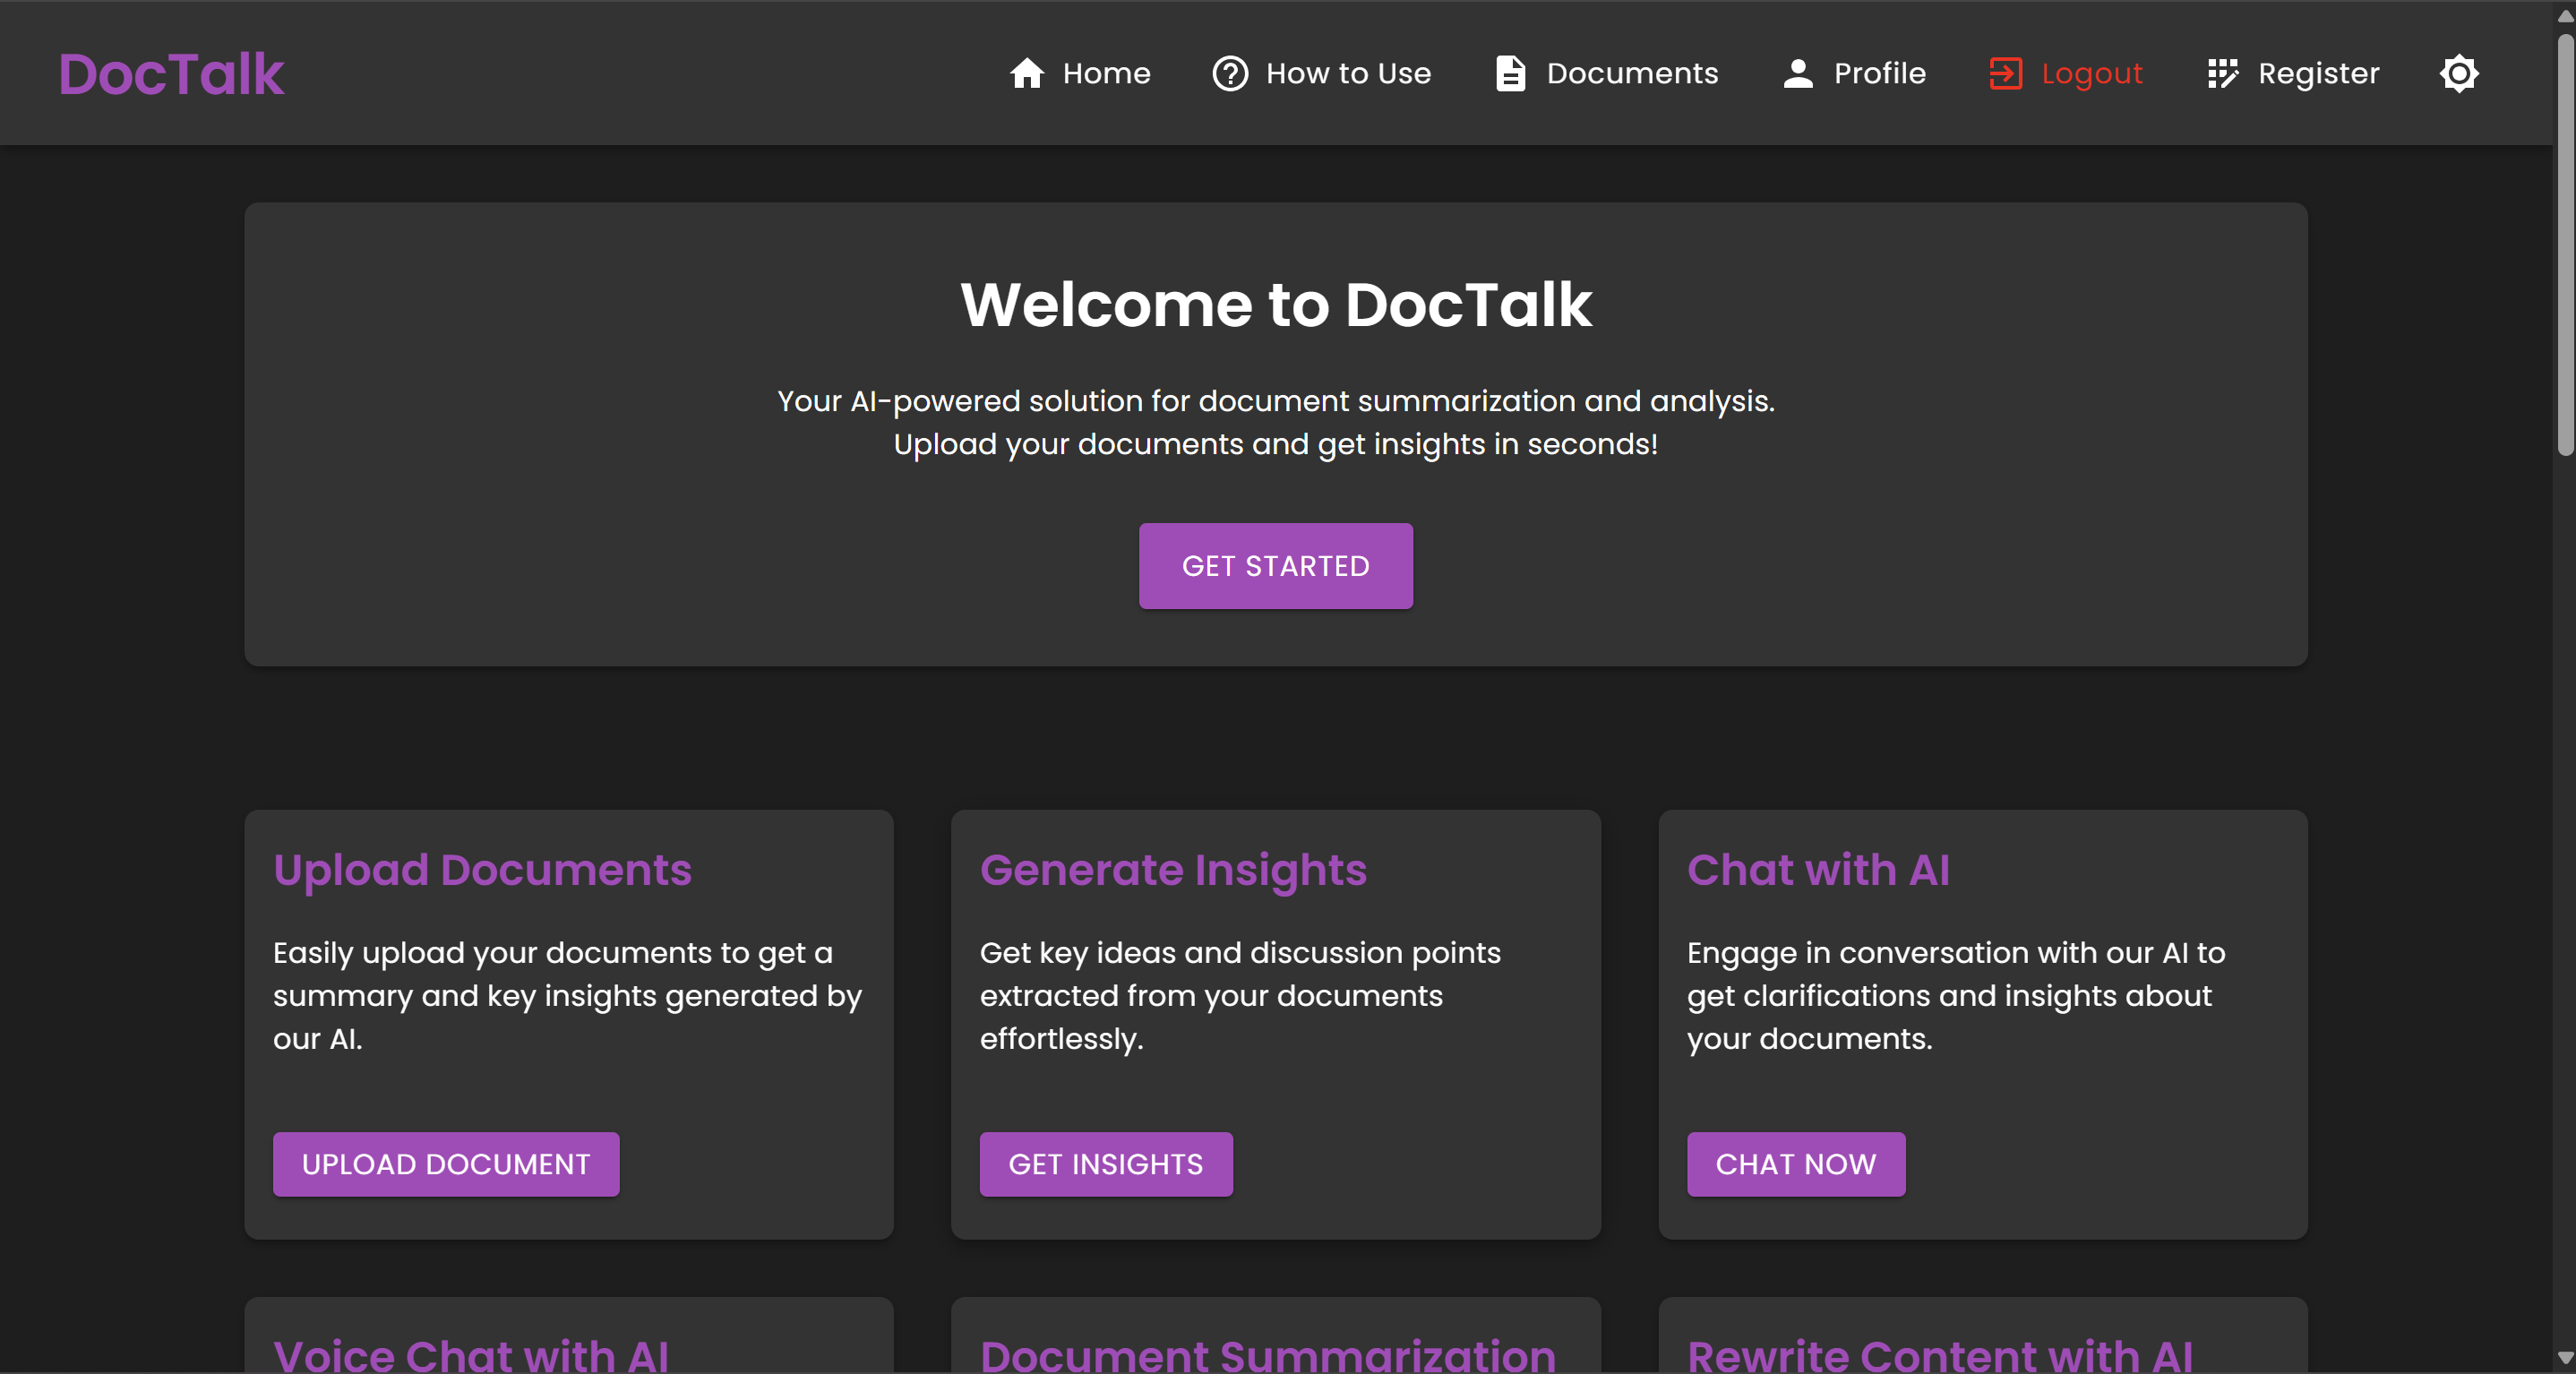 DocTalk
Home
How to Use
Documents
Profile
Logout
Register
Welcome to DocTalk
Your AI-powered solution for document summarization and analysis.
Upload your documents and get insights in seconds!
GET STARTED
Upload Documents
Easily upload your documents to get a
summary and key insights generated by
our AI.
UPLOAD DOCUMENT
Generate Insights
Get key ideas and discussion points
extracted from your documents
effortlessly.
GET INSIGHTS
Chat with AI
Engage in conversation with our AI to
get clarifications and insights about
your documents.
CHAT NOW
Voice Chat with AI
Document Summarization
Rewrite Content with AI